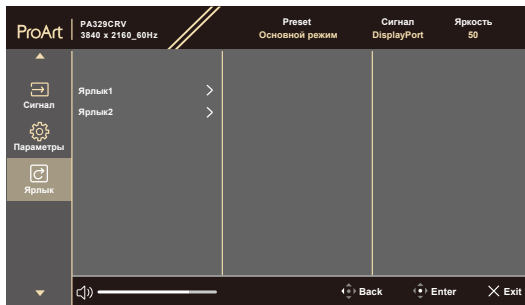 ProArt
PA329CRV
3840 x 2160_60Hz
Preset
Основной режим
Сигнал
DisplayPort
Яркость
50
Сигнал
Параметры
Ярлык
Ярлык1
Ярлык2
Back
Enter
Exit